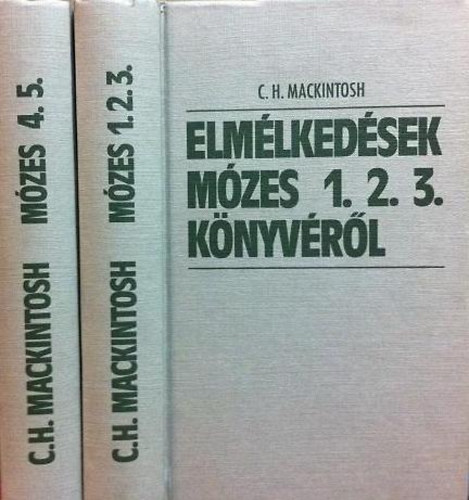 C.H. MACKINTOSH MÓZES 4.5.
C.H. MACKINTOSH MÓZES 1.2.3.
C. H. MACKINTOSH
ELMÉLKEDÉSEK
MÓZES 1. 2. 3.
KÖNYVÉRŐL